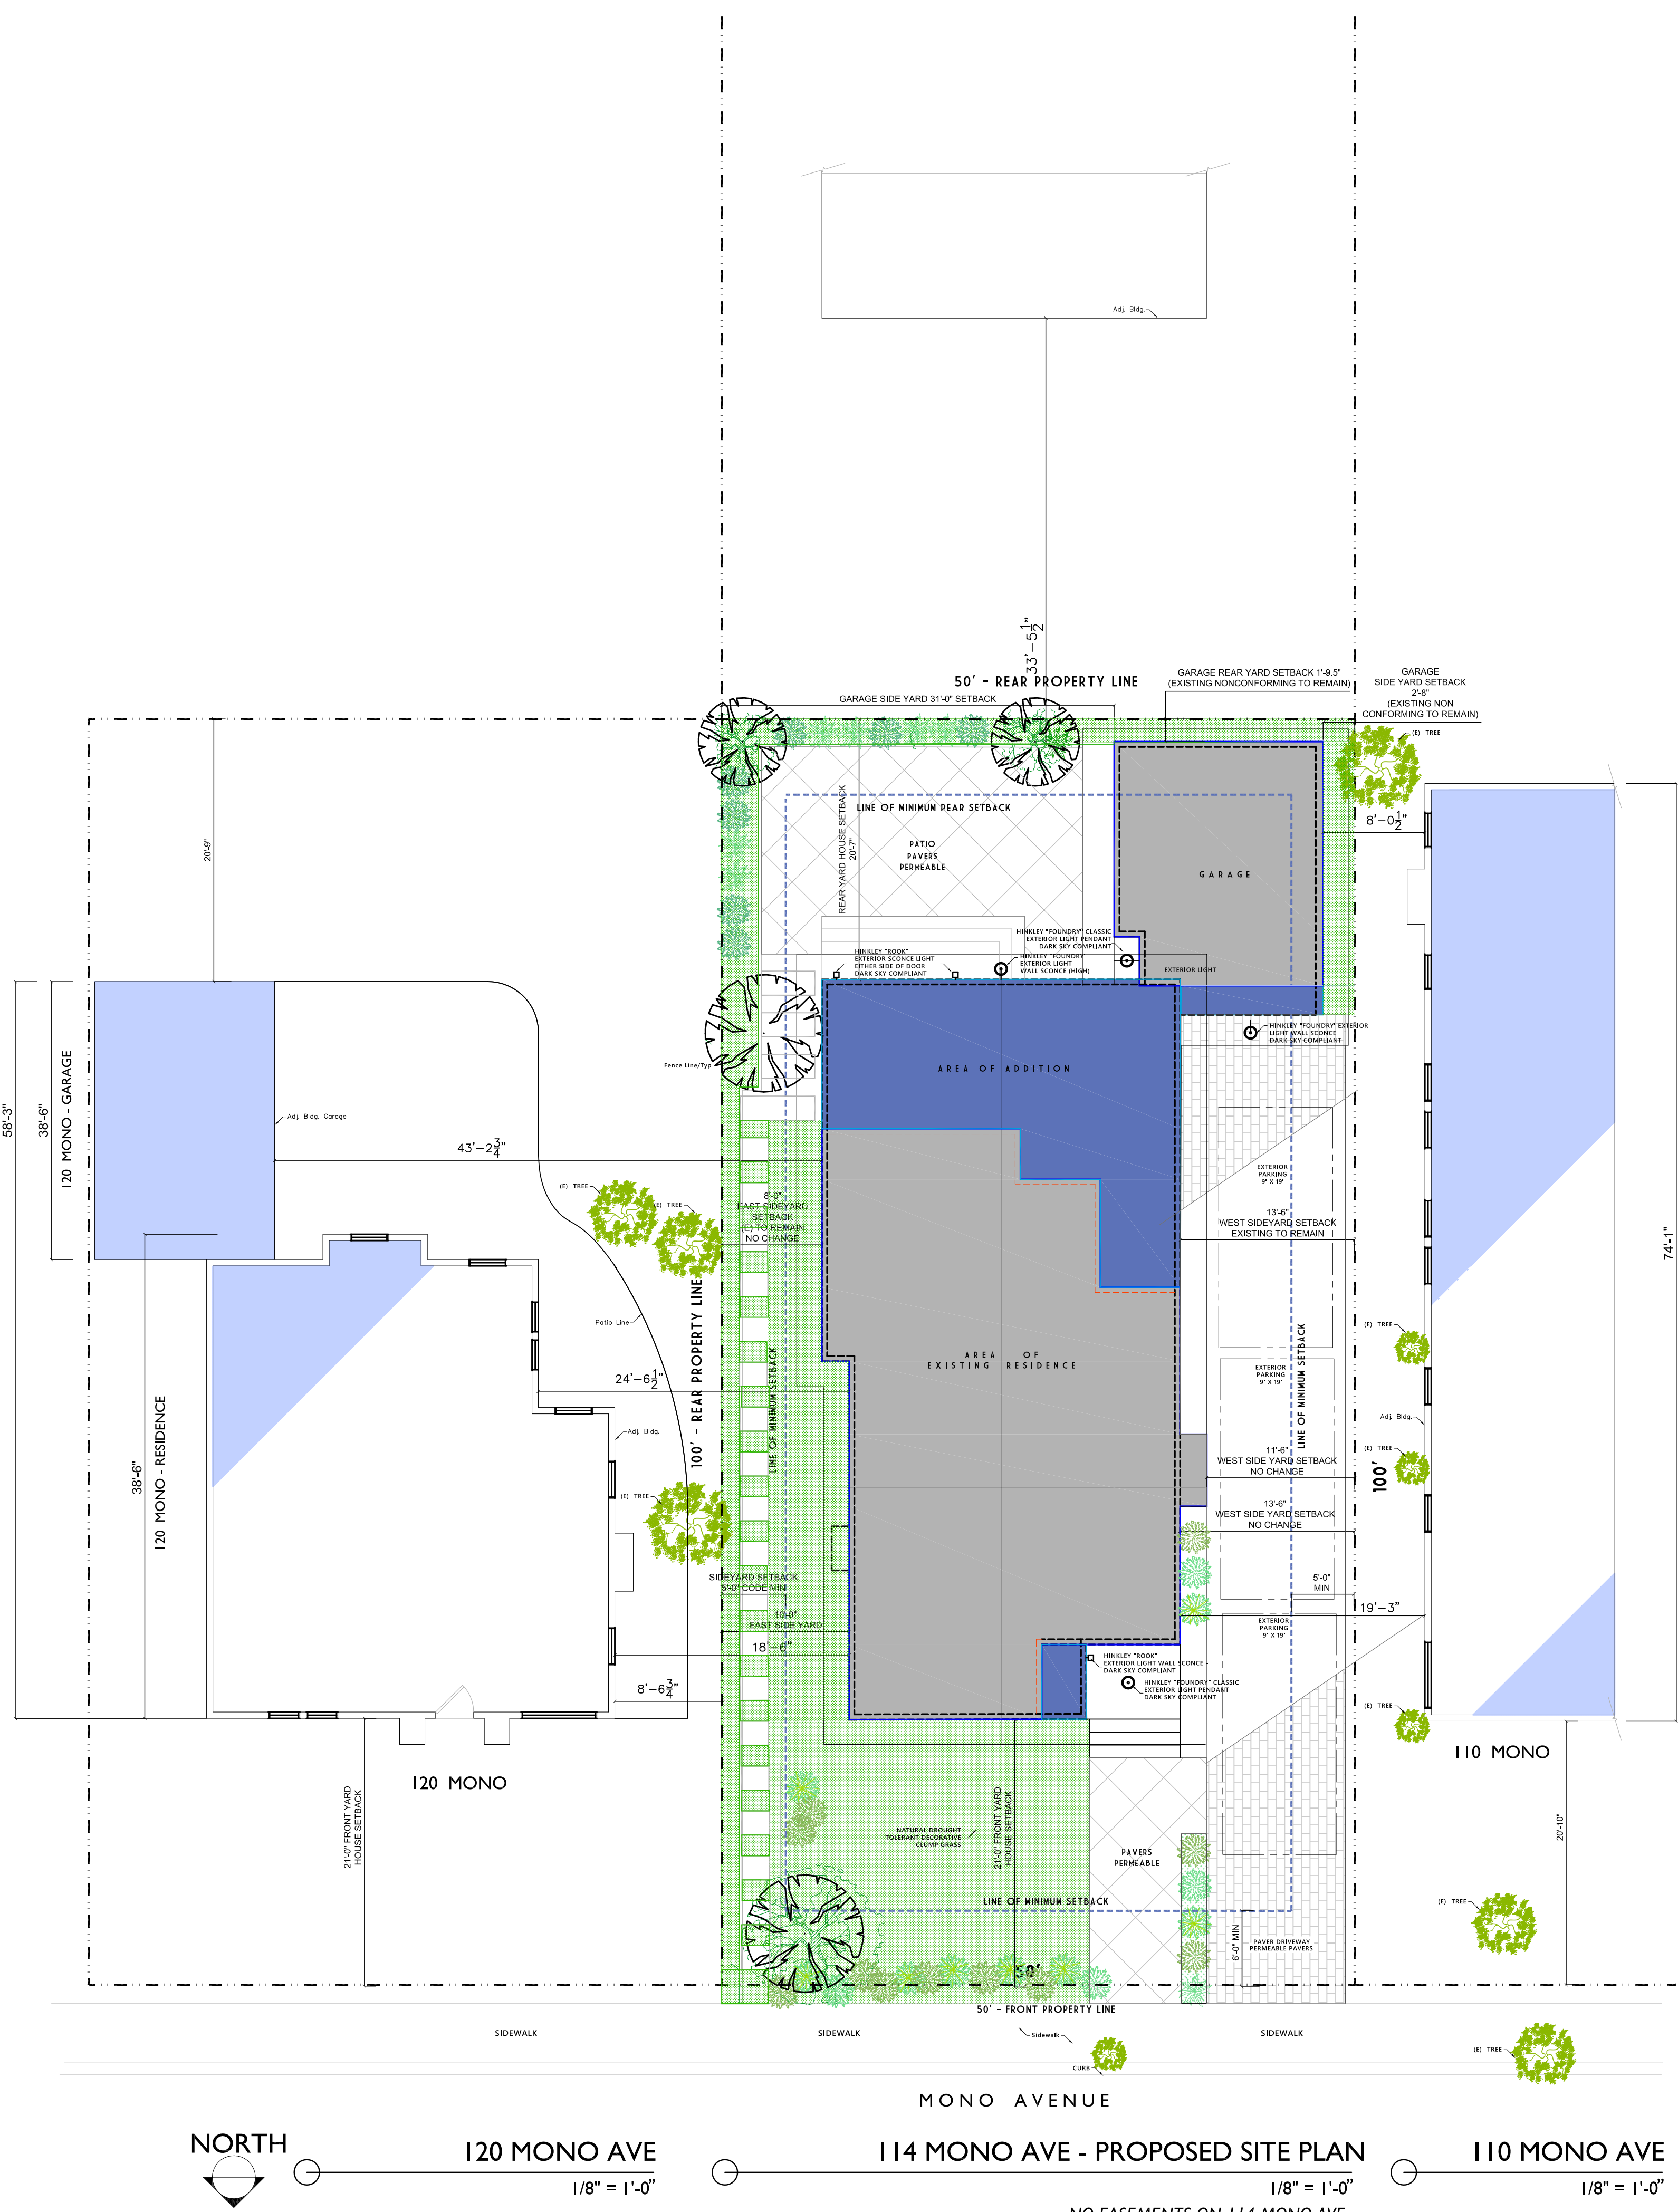 Adj. Bldg.
33'-5 1/2"
50' - REAR PROPERTY LINE
GARAGE SIDE YARD 31'-0" SETBACK
GARAGE REAR YARD SETBACK 1'-9.5"
(EXISTING NONCONFORMING TO REMAIN)
GARAGE
SIDE YARD SETBACK
2'-8"
(EXISTING NON
CONFORMING TO REMAIN)
(E) TREE
20'-9"
REAR YARD HOUSE SETBACK
20'-7"
LINE OF MINIMUM REAR SETBACK
PATIO
PAVERS
PERMEABLE
GARAGE
8'-0 1/2"
HINKLEY "FOUNDRY" CLASSIC
EXTERIOR LIGHT PENDANT
DARK SKY COMPLIANT
HINKLEY "ROOK"
EXTERIOR SCONCE LIGHT
EITHER SIDE OF DOOR
DARK SKY COMPLIANT
HINKLEY "FOUNDRY"
EXTERIOR LIGHT
WALL SCONCE (HIGH)
EXTERIOR LIGHT
HINKLEY "FOUNDRY" EXTERIOR
LIGHT WALL SCONCE
DARK SKY COMPLIANT
Fence Line/Typ
AREA OF ADDITION
58'-3"
38'-6"
120 MONO - GARAGE
Adj. Bldg. Garage
43'-2 3/4"
(E) TREE
(E) TREE
8'-0"
EAST SIDEYARD
SETBACK
(E) TO REMAIN
NO CHANGE
EXTERIOR
PARKING
9' X 19'
13'-6"
WEST SIDEYARD SETBACK
EXISTING TO REMAIN
74'-1"
Patio Line
100' - REAR PROPERTY LINE
LINE OF MINIMUM SETBACK
AREA OF
EXISTING RESIDENCE
EXTERIOR
PARKING
9' X 19'
LINE OF MINIMUM SETBACK
(E) TREE
24'-6 1/2"
38'-6"
120 MONO - RESIDENCE
Adj. Bldg.
Adj. Bldg.
11'-6"
WEST SIDE YARD SETBACK
NO CHANGE
100'
(E) TREE
(E) TREE
13'-6"
WEST SIDE YARD SETBACK
NO CHANGE
SIDEYARD SETBACK
5'-0" CODE MIN
5'-0"
MIN
10'-0"
EAST SIDE YARD
18'-6"
19'-3"
EXTERIOR
PARKING
9' X 19'
8'-6 3/4"
HINKLEY "ROOK"
EXTERIOR LIGHT WALL SCONCE -
DARK SKY COMPLIANT
HINKLEY "FOUNDRY" CLASSIC
EXTERIOR LIGHT PENDANT
DARK SKY COMPLIANT
(E) TREE
110 MONO
120 MONO
21'-0" FRONT YARD
HOUSE SETBACK
NATURAL DROUGHT
TOLERANT DECORATIVE
CLUMP GRASS
21'-0" FRONT YARD
HOUSE SETBACK
PAVERS
PERMEABLE
20'-10"
LINE OF MINIMUM SETBACK
(E) TREE
6'-0" MIN
PAVER DRIVEWAY
PERMEABLE PAVERS
50'
50' - FRONT PROPERTY LINE
SIDEWALK
SIDEWALK
Sidewalk
SIDEWALK
CURB
(E) TREE
MONO AVENUE
NORTH
120 MONO AVE
1/8" = 1'-0"
114 MONO AVE - PROPOSED SITE PLAN
1/8" = 1'-0"
110 MONO AVE
1/8" = 1'-0"
NO EASEMENTS ON 114 MONO AVE